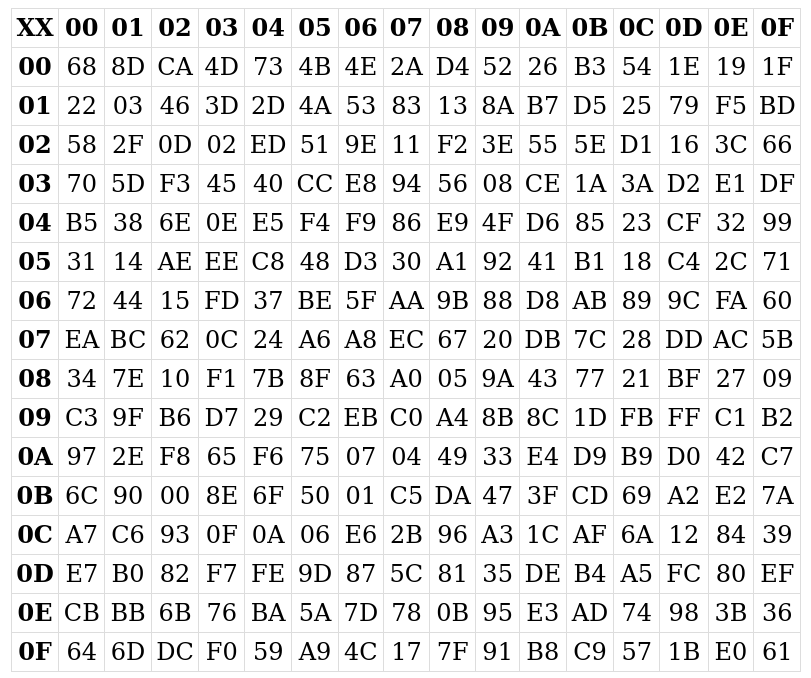 XX 00 01 02 03 04 05 06 07 08 09 0A 0B 0C 0D 0E 0F
00 68 8D CA 4D 73 4B 4E 2A D4 52 26 B3 54 1E 19 1F
01 22 03 46 3D 2D 4A 53 83 13 8A B7 D5 25 79 F5 BD
02 58 2F 0D 02 ED 51 9E 11 F2 3E 55 5E D1 16 3C 66
03 70 5D F3 45 40 CC E8 94 56 08 CE 1A 3A D2 E1 DF
04 B5 38 6E 0E E5 F4 F9 86 E9 4F D6 85 23 CF 32 99
05 31 14 AE EE C8 48 D3 30 A1 92 41 B1 18 C4 2C 71
06 72 44 15 FD 37 BE 5F AA 9B 88 D8 AB 89 9C FA 60
07 EA BC 62 0C 24 A6 A8 EC 67 20 DB 7C 28 DD AC 5B
08 34 7E 10 F1 7B 8F 63 A0 05 9A 43 77 21 BF 27 09
09 C3 9F B6 D7 29 C2 EB C0 A4 8B 8C 1D FB FF C1 B2
0A 97 2E F8 65 F6 75 07 04 49 33 E4 D9 B9 D0 42 C7
0B 6C 90 00 8E 6F 50 01 C5 DA 47 3F CD 69 A2 E2 7A
0C A7 C6 93 0F 0A 06 E6 2B 96 A3 1C AF 6A 12 84 39
0D E7 B0 82 F7 FE 9D 87 5C 81 35 DE B4 A5 FC 80 EF
0E CB BB 6B 76 BA 5A 7D 78 0B 95 E3 AD 74 98 3B 36
0F 64 6D DC F0 59 A9 4C 17 7F 91 B8 C9 57 1B E0 61